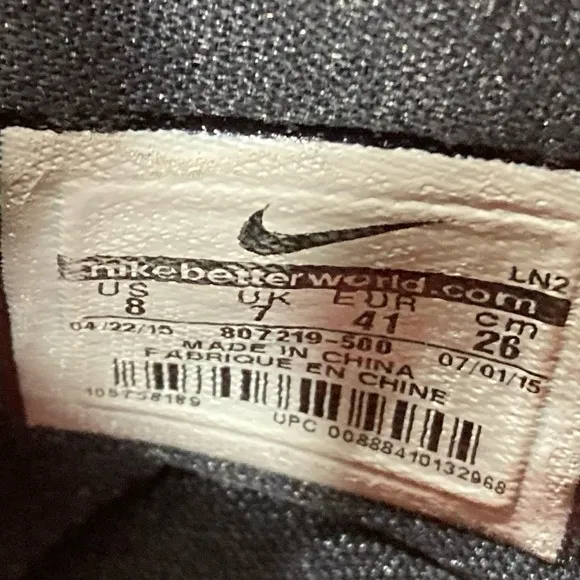 LN2
nikebetterworld.com
US UK EUR cm
8 7 41 26
04/22/15 807219-500 07/01/15
MADE IN CHINA
FABRIQUE EN CHINE
105758189
UPC 00888410132968